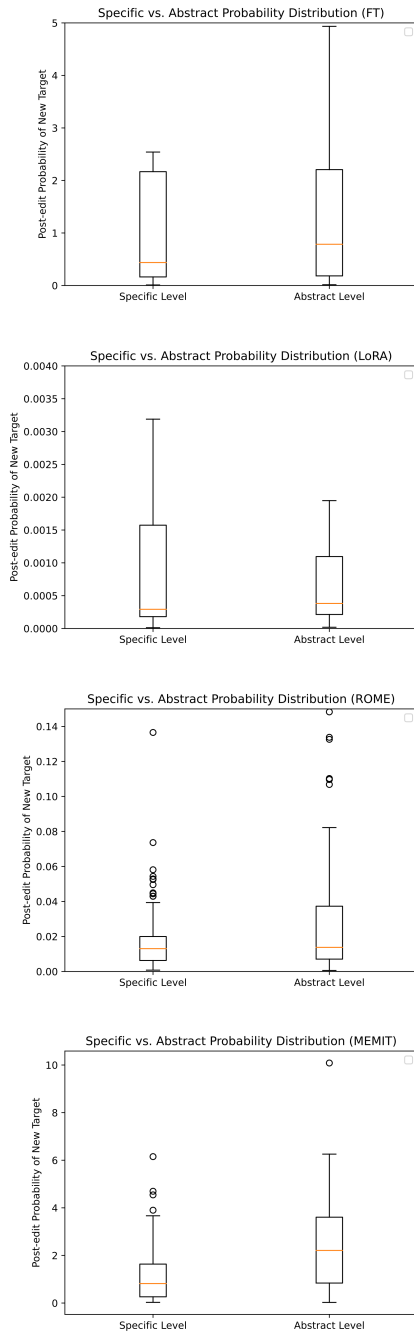 Specific vs. Abstract Probability Distribution (FT)
5
4
3
2
1
0
Post-edit Probability of New Target
Specific Level
Abstract Level
Specific vs. Abstract Probability Distribution (LoRA)
0.0040
0.0035
0.0030
0.0025
0.0020
0.0015
0.0010
0.0005
0.0000
Post-edit Probability of New Target
Specific Level
Abstract Level
Specific vs. Abstract Probability Distribution (ROME)
0.14
0.12
0.10
0.08
0.06
0.04
0.02
0.00
Post-edit Probability of New Target
Specific Level
Abstract Level
Specific vs. Abstract Probability Distribution (MEMIT)
10
8
6
4
2
0
Post-edit Probability of New Target
Specific Level
Abstract Level